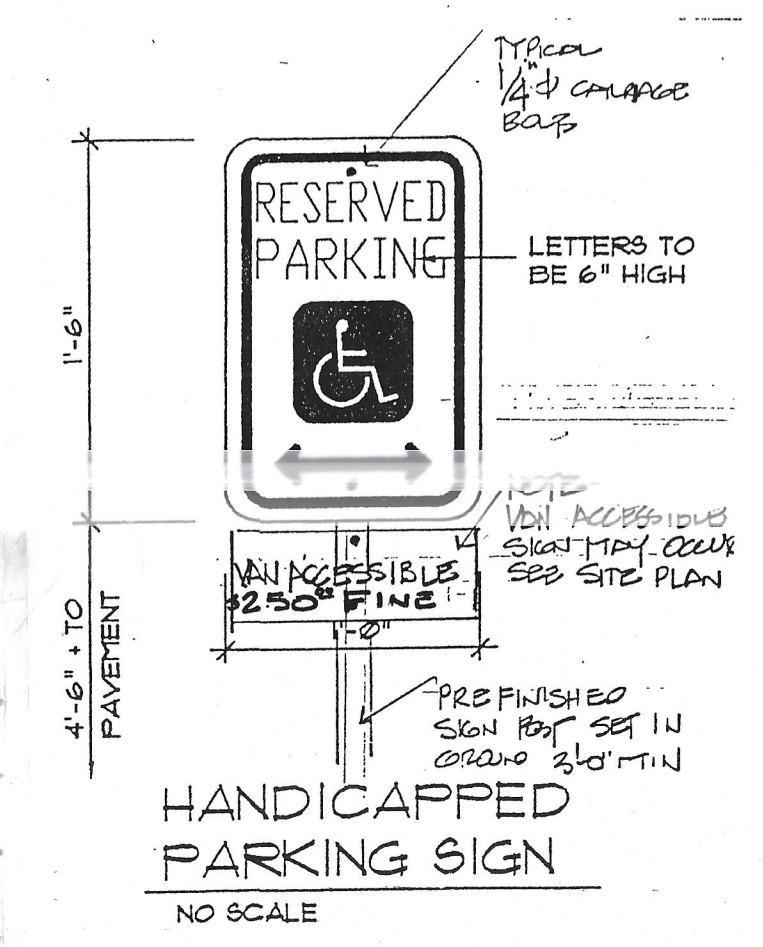 TYPICAL
1/4"ϕ CARRIAGE
BOLTS
RESERVED
PARKING
LETTERS TO
BE 6" HIGH
1'-6"
NOTE
VAN ACCESSIBLE
SIGN MAY OCCUR
SEE SITE PLAN
VAN ACCESSIBLE
$2.50⁰⁰ FINE
1'-0"
4'-6" + TO
PAVEMENT
PREFINISHED
SIGN POST SET IN
GROUND 3'-0" MIN
HANDICAPPED
PARKING SIGN
NO SCALE